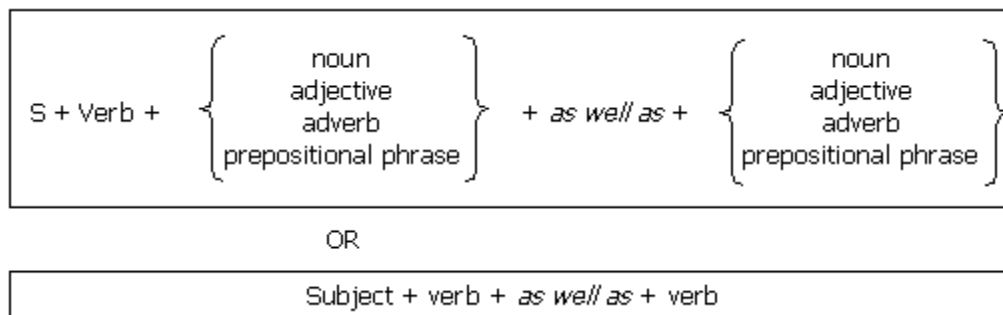 noun noun
adjective adjective
S + Verb + adverb + as well as + adverb
prepositional phrase prepositional phrase
OR
Subject + verb + as well as + verb